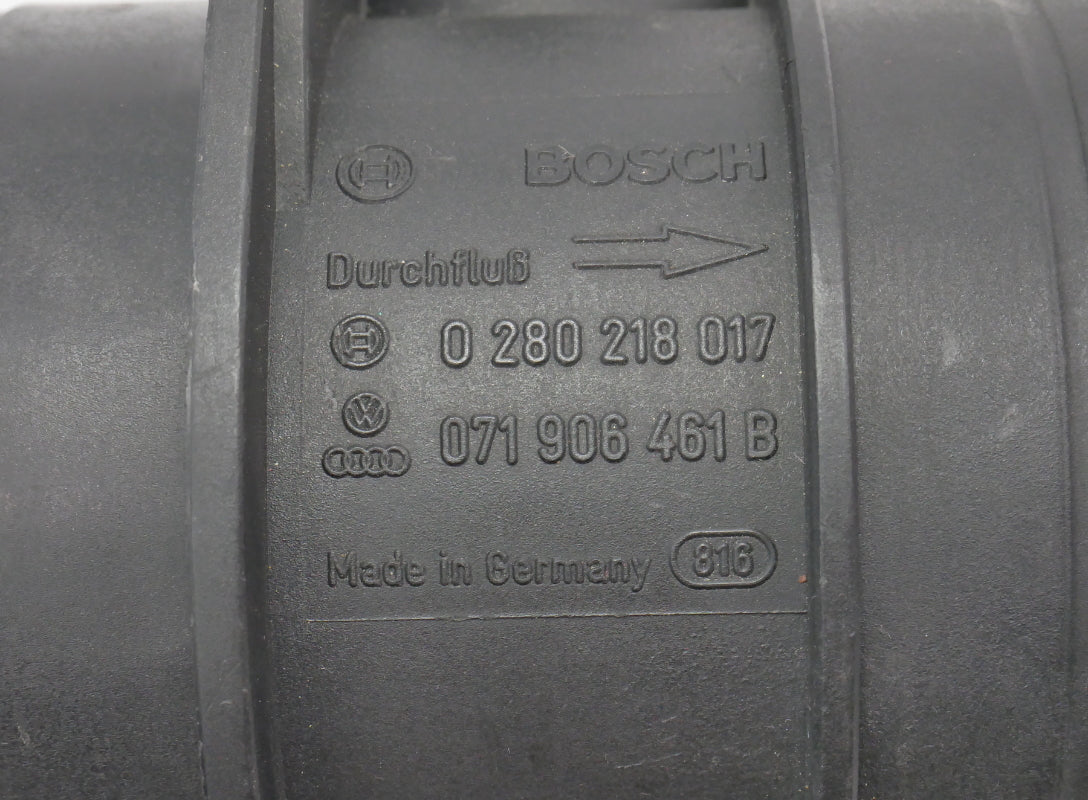 BOSCH
Durchfluß
0 280 218 017
071 906 461 B
Made in Germany 816